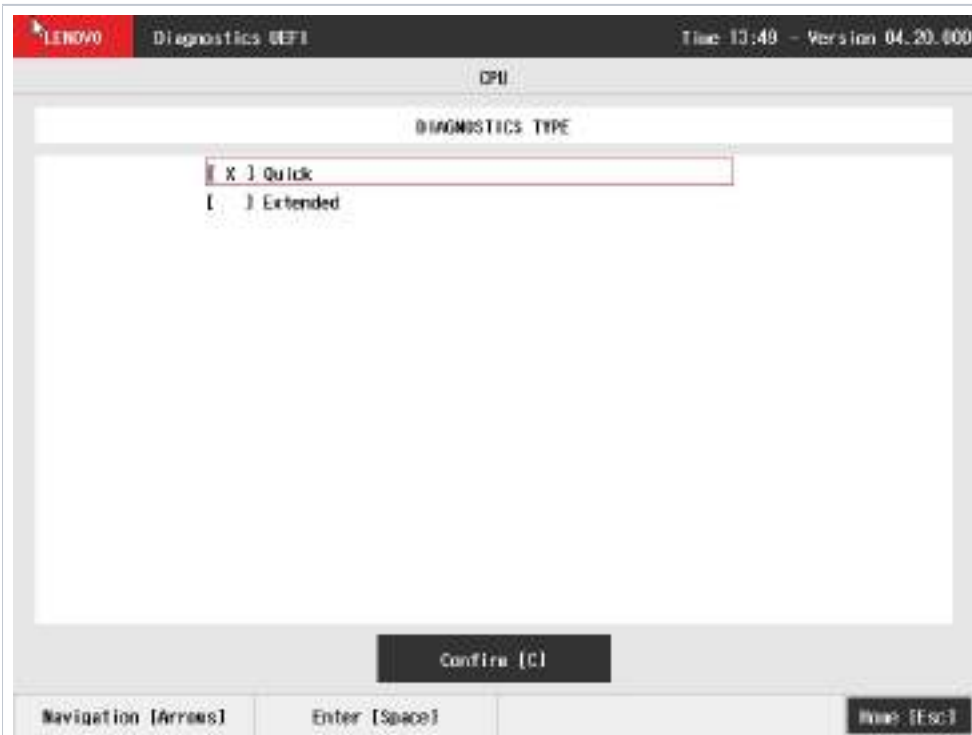 LENOVO Diagnostics UEFI Time 13:49 - Version 04.20.000
CPU
DIAGNOSTICS TYPE
[ X ] Quick
[   ] Extended
Confirm [C]
Navigation [Arrows] Enter [Space] Home [Esc]